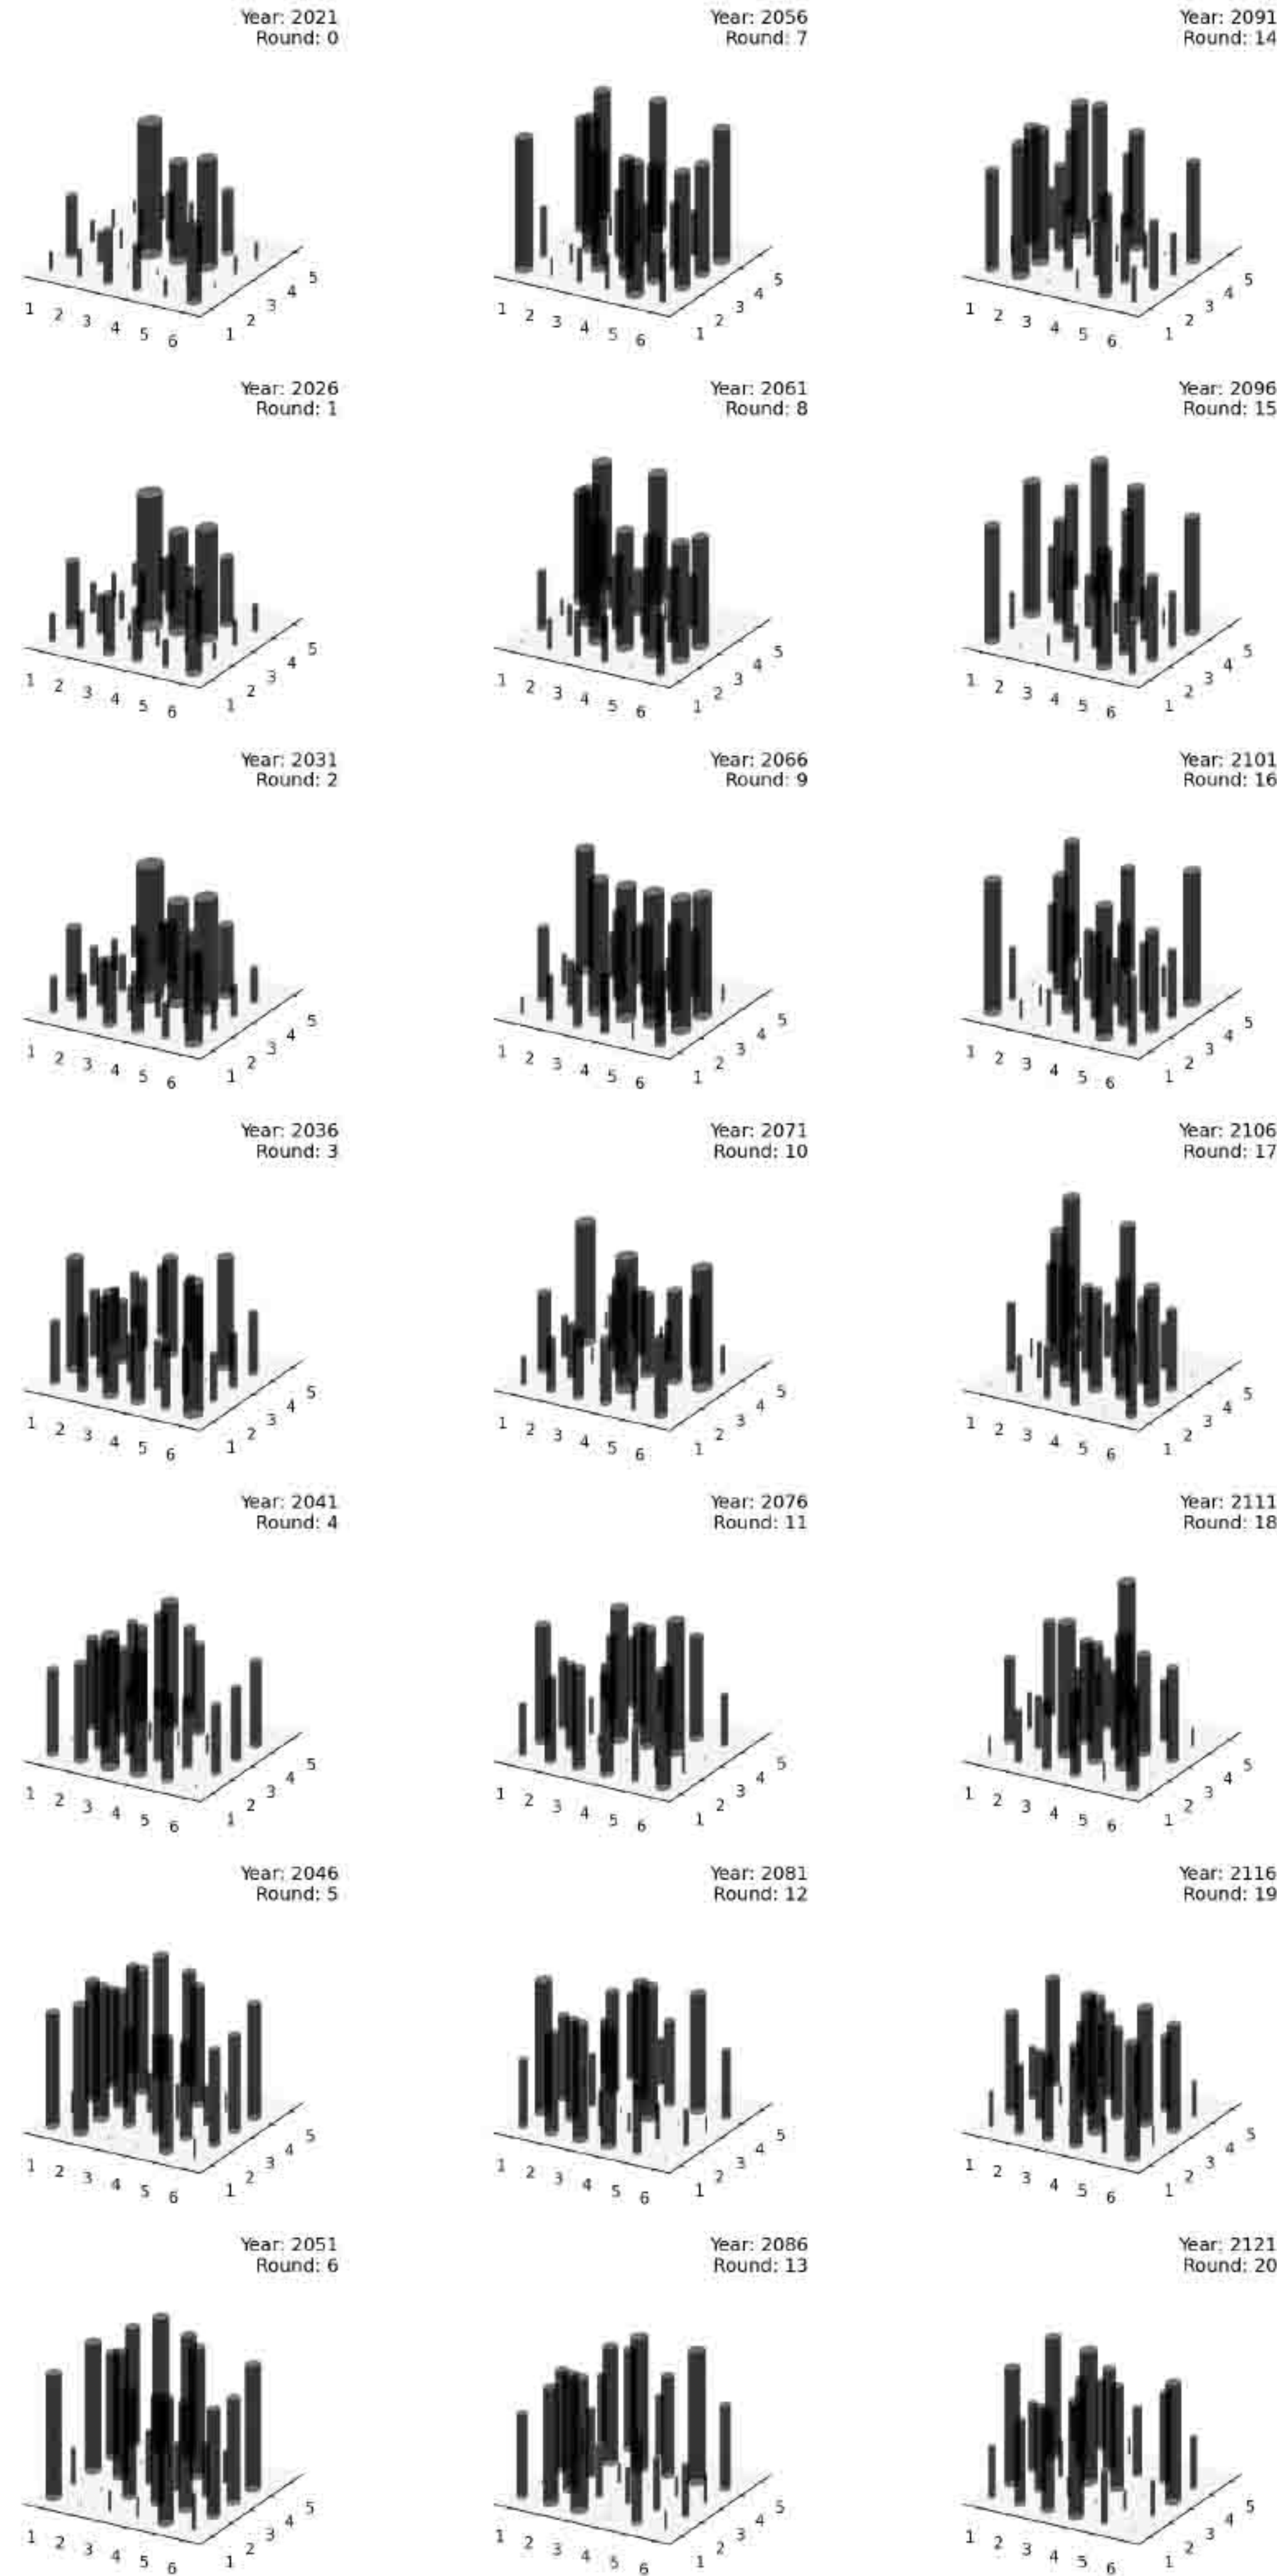 Year: 2021
Round: 0
1 2 3 4 5 6 1 2 3 4 5
Year: 2056
Round: 7
1 2 3 4 5 6 1 2 3 4 5
Year: 2091
Round: 14
1 2 3 4 5 6 1 2 3 4 5
Year: 2026
Round: 1
1 2 3 4 5 6 1 2 3 4 5
Year: 2061
Round: 8
1 2 3 4 5 6 1 2 3 4 5
Year: 2096
Round: 15
1 2 3 4 5 6 1 2 3 4 5
Year: 2031
Round: 2
1 2 3 4 5 6 1 2 3 4 5
Year: 2066
Round: 9
1 2 3 4 5 6 1 2 3 4 5
Year: 2101
Round: 16
1 2 3 4 5 6 1 2 3 4 5
Year: 2036
Round: 3
1 2 3 4 5 6 1 2 3 4 5
Year: 2071
Round: 10
1 2 3 4 5 6 1 2 3 4 5
Year: 2106
Round: 17
1 2 3 4 5 6 1 2 3 4 5
Year: 2041
Round: 4
1 2 3 4 5 6 1 2 3 4 5
Year: 2076
Round: 11
1 2 3 4 5 6 1 2 3 4 5
Year: 2111
Round: 18
1 2 3 4 5 6 1 2 3 4 5
Year: 2046
Round: 5
1 2 3 4 5 6 1 2 3 4 5
Year: 2081
Round: 12
1 2 3 4 5 6 1 2 3 4 5
Year: 2116
Round: 19
1 2 3 4 5 6 1 2 3 4 5
Year: 2051
Round: 6
1 2 3 4 5 6 1 2 3 4 5
Year: 2086
Round: 13
1 2 3 4 5 6 1 2 3 4 5
Year: 2121
Round: 20
1 2 3 4 5 6 1 2 3 4 5